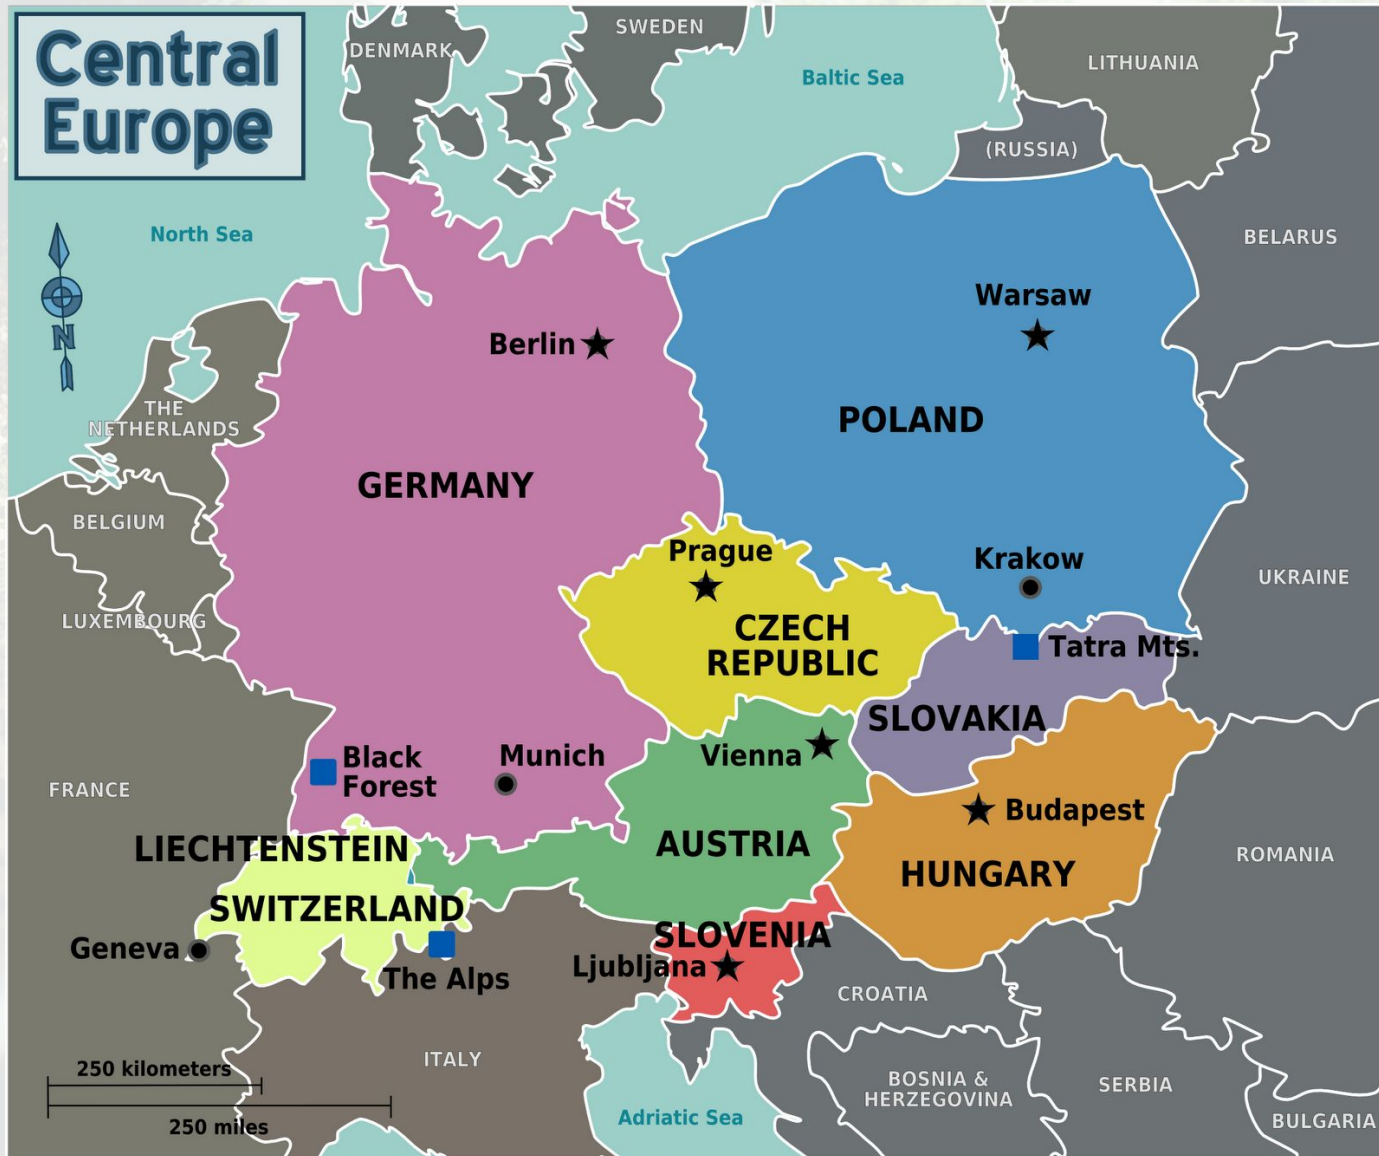 Central
Europe
DENMARK
SWEDEN
Baltic Sea
LITHUANIA
(RUSSIA)
North Sea
BELARUS
N
Warsaw
Berlin
THE
NETHERLANDS
POLAND
GERMANY
BELGIUM
Prague
Krakow
UKRAINE
LUXEMBOURG
CZECH
REPUBLIC
Tatra Mts.
SLOVAKIA
Black
Forest
Munich
Vienna
FRANCE
Budapest
LIECHTENSTEIN
AUSTRIA
ROMANIA
HUNGARY
SWITZERLAND
SLOVENIA
Geneva
Ljubljana
The Alps
CROATIA
ITALY
250 kilometers
BOSNIA &
HERZEGOVINA
SERBIA
Adriatic Sea
250 miles
BULGARIA